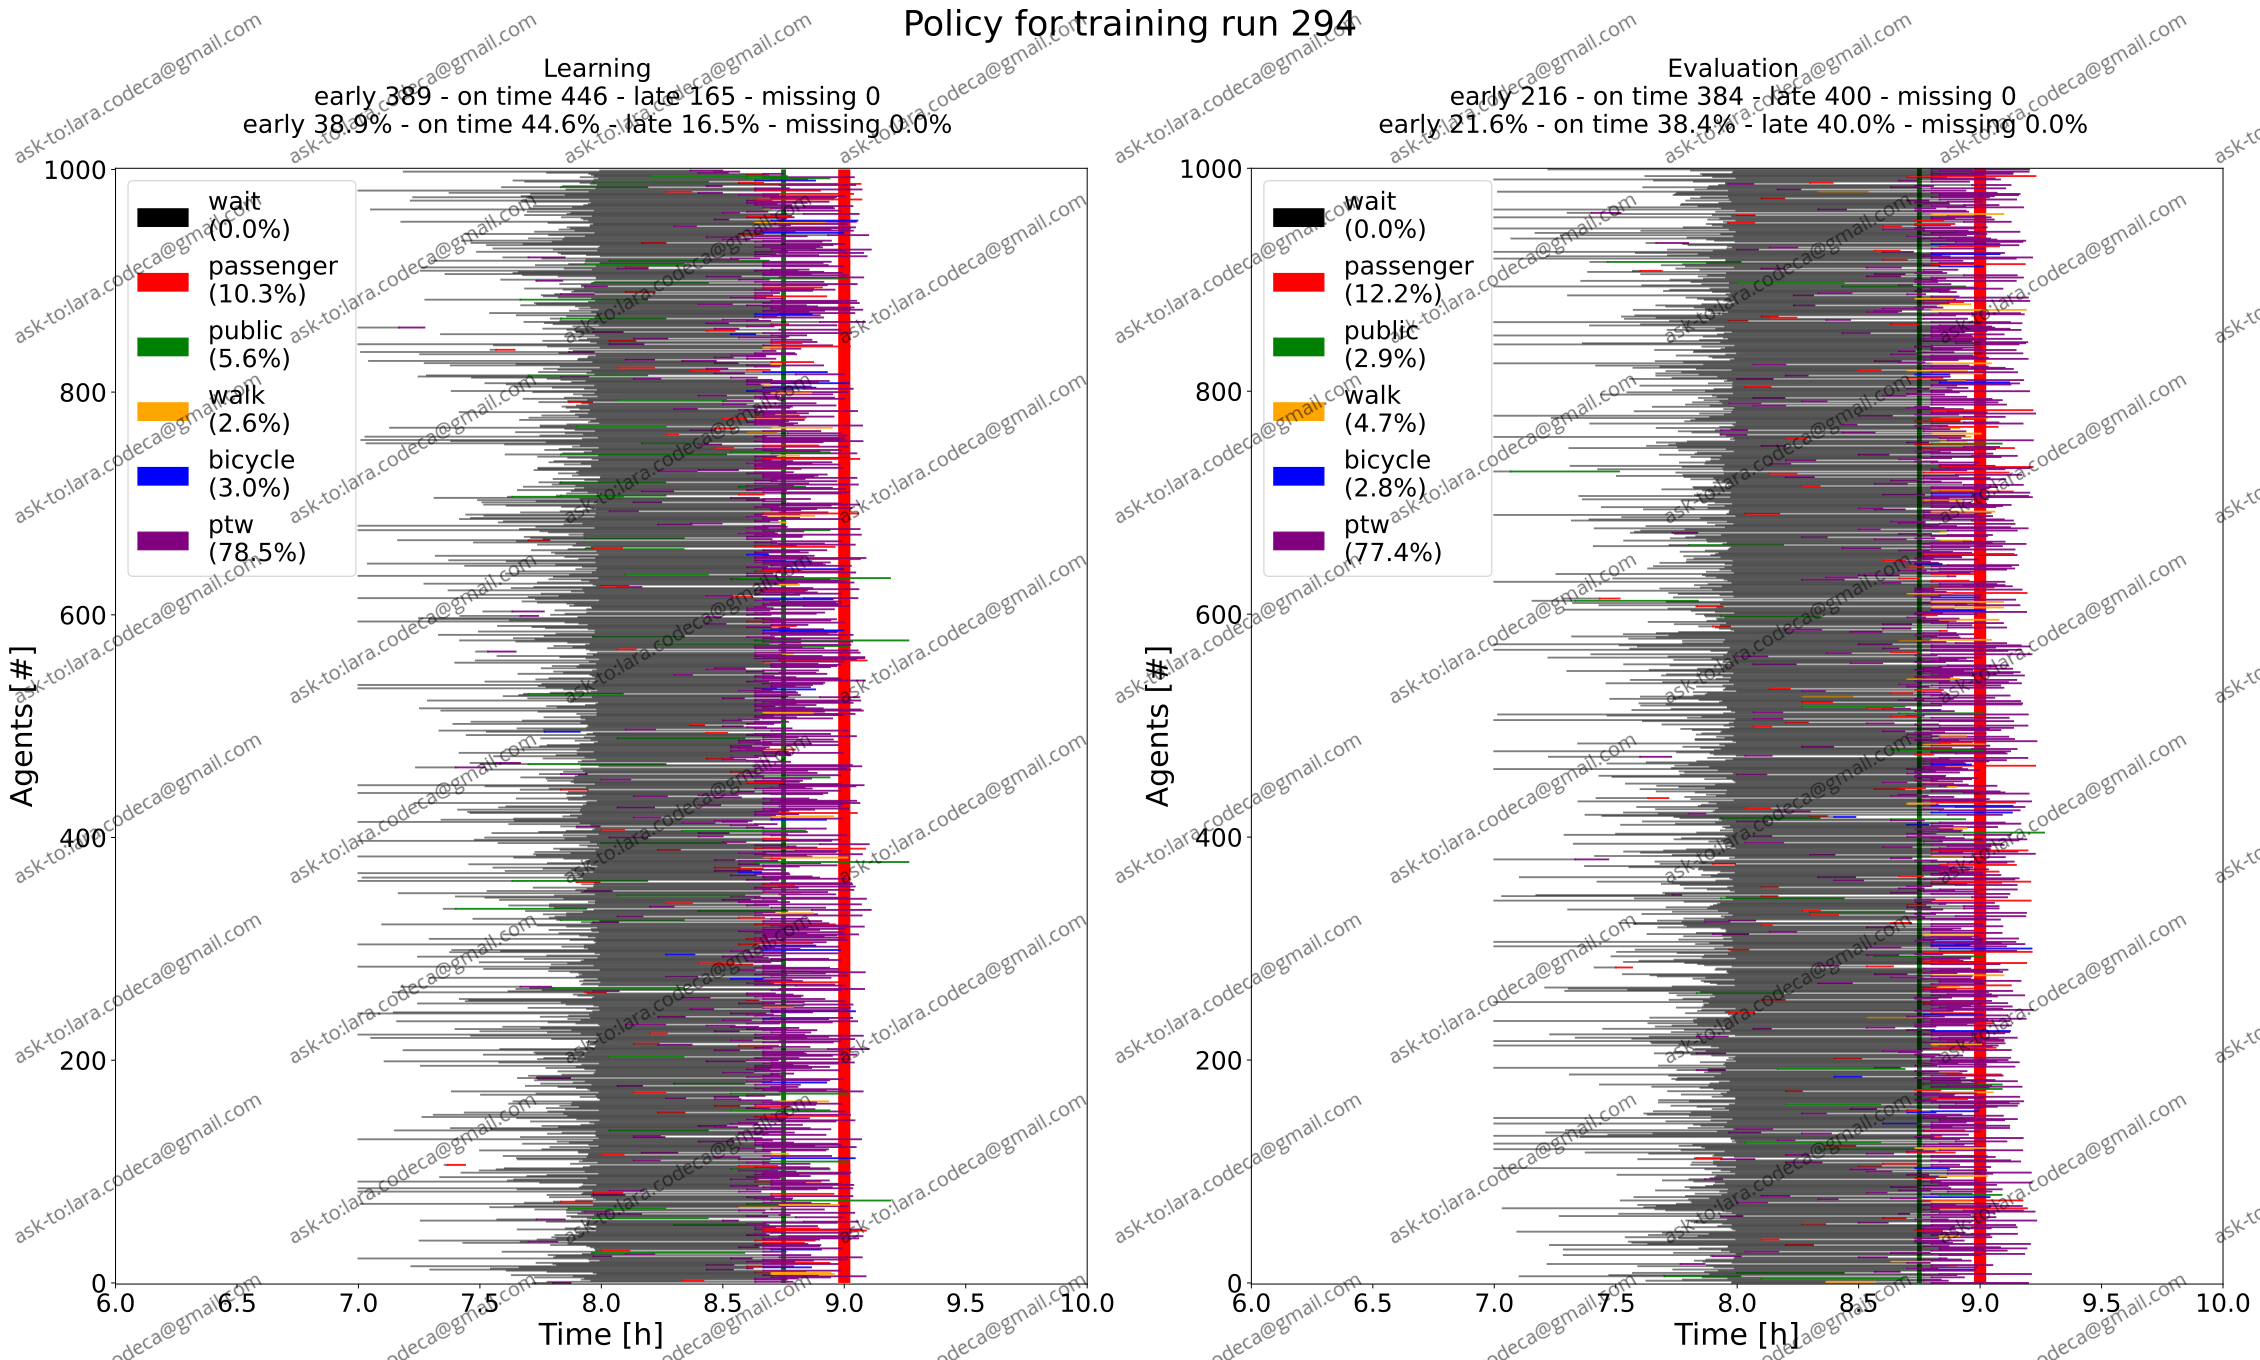 Policy for training run 294
Learning
early 389 - on time 446 - late 165 - missing 0
early 38.9% - on time 44.6% - late 16.5% - missing 0.0%
1000
800
600
400
200
0
Agents [#]
wait
(0.0%)
passenger
(10.3%)
public
(5.6%)
walk
(2.6%)
bicycle
(3.0%)
ptw
(78.5%)
6.0 6.5 7.0 7.5 8.0 8.5 9.0 9.5 10.0
Time [h]
Evaluation
early 216 - on time 384 - late 400 - missing 0
early 21.6% - on time 38.4% - late 40.0% - missing 0.0%
1000
800
600
400
200
0
Agents [#]
wait
(0.0%)
passenger
(12.2%)
public
(2.9%)
walk
(4.7%)
bicycle
(2.8%)
ptw
(77.4%)
6.0 6.5 7.0 7.5 8.0 8.5 9.0 9.5 10.0
Time [h]
ask-to:lara.codeca@gmail.com